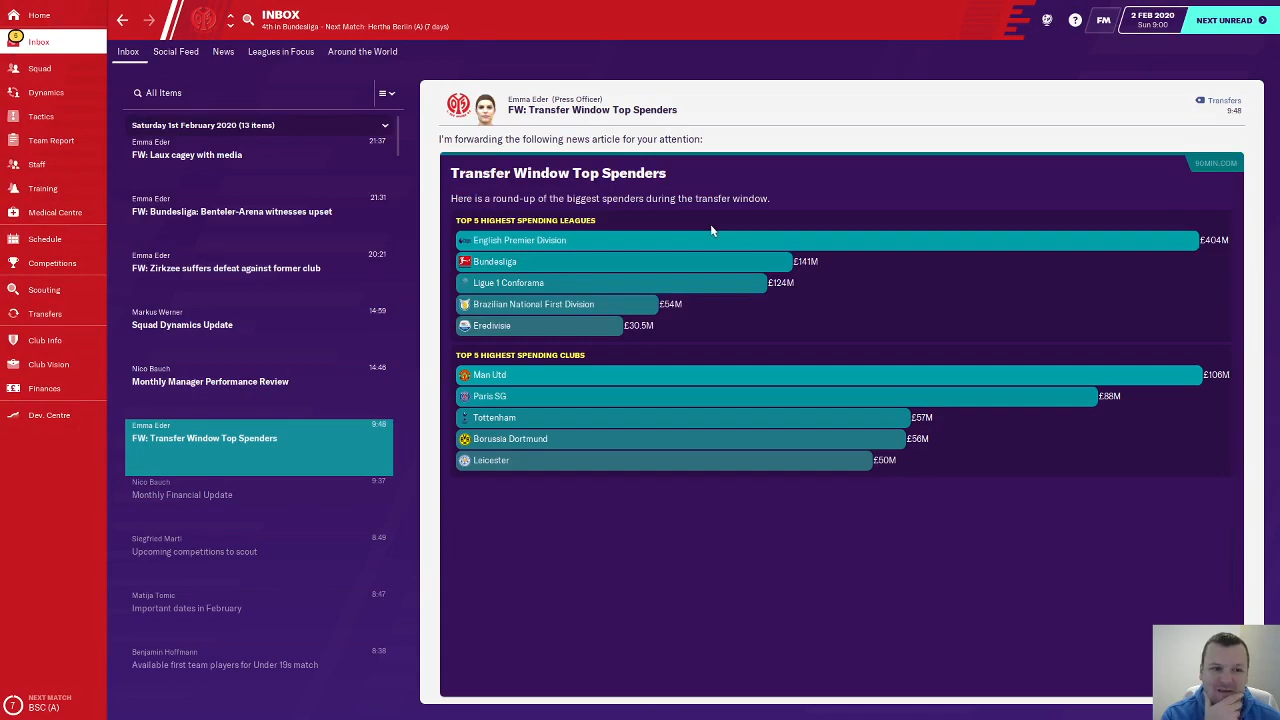 Home
INBOX
4th in Bundesliga - Next Match: Hertha Berlin (A) (7 days)
?
FM
2 FEB 2020
SUN 9:00
NEXT UNREAD
6
Inbox
Squad
Dynamics
Tactics
Team Report
Staff
Training
Medical Centre
Schedule
Competitions
Scouting
Transfers
Club Info
Club Vision
Finances
Dev. Centre
7
NEXT MATCH
BSC (A)
Inbox
Social Feed
News
Leagues in Focus
Around the World
All Items
Saturday 1st February 2020 (13 items)
Emma Eder 21:37
FW: Laux cagey with media
Emma Eder 21:31
FW: Bundesliga: Benteler-Arena witnesses upset
Emma Eder 20:21
FW: Zirkzee suffers defeat against former club
Markus Werner 14:59
Squad Dynamics Update
Nico Bauch 14:46
Monthly Manager Performance Review
Emma Eder 9:48
FW: Transfer Window Top Spenders
Nico Bauch 9:37
Monthly Financial Update
Siegfried Marti 8:49
Upcoming competitions to scout
Matija Tomic 8:47
Important dates in February
Benjamin Hoffmann 8:38
Available first team players for Under 19s match
Emma Eder (Press Officer)
FW: Transfer Window Top Spenders
Transfers
9:48
I'm forwarding the following news article for your attention:
90MIN.COM
Transfer Window Top Spenders
Here is a round-up of the biggest spenders during the transfer window.
TOP 5 HIGHEST SPENDING LEAGUES
English Premier Division £404M
Bundesliga £141M
Ligue 1 Conforama £124M
Brazilian National First Division £54M
Eredivisie £30.5M
TOP 5 HIGHEST SPENDING CLUBS
Man Utd £106M
Paris SG £88M
Tottenham £57M
Borussia Dortmund £56M
Leicester £50M